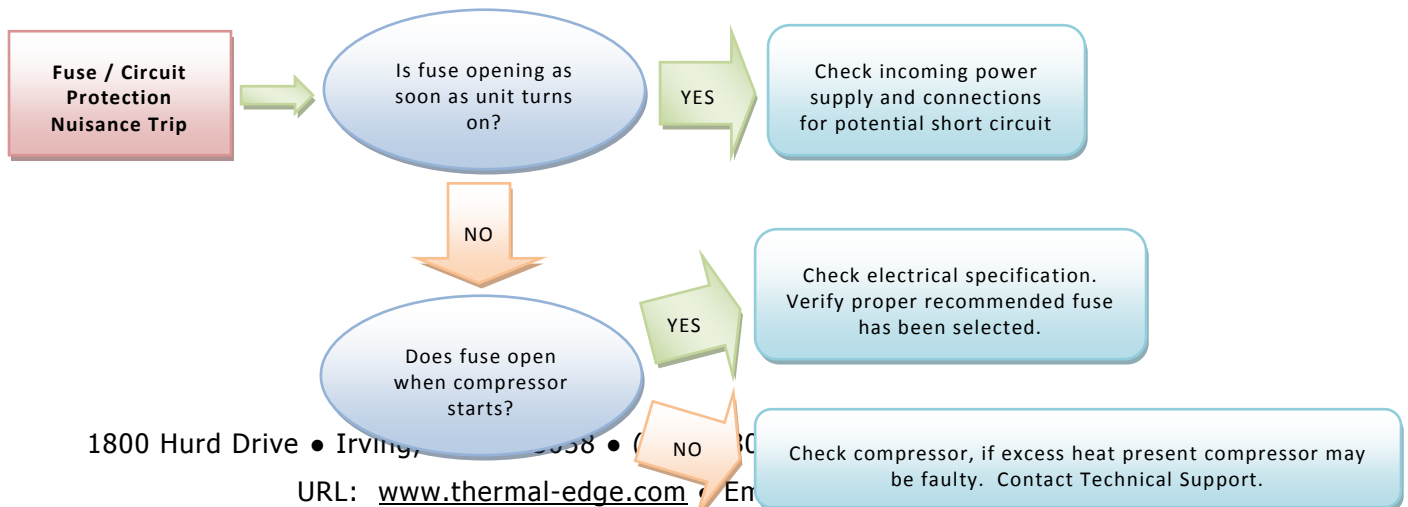 Fuse / Circuit
Protection
Nuisance Trip
Is fuse opening as
soon as unit turns
on?
YES
Check incoming power
supply and connections
for potential short circuit
NO
Does fuse open
when compressor
starts?
YES
Check electrical specification.
Verify proper recommended fuse
has been selected.
NO
Check compressor, if excess heat present compressor may
be faulty.  Contact Technical Support.
1800 Hurd Drive ● Irving, ●
URL: www.thermal-edge.com ●